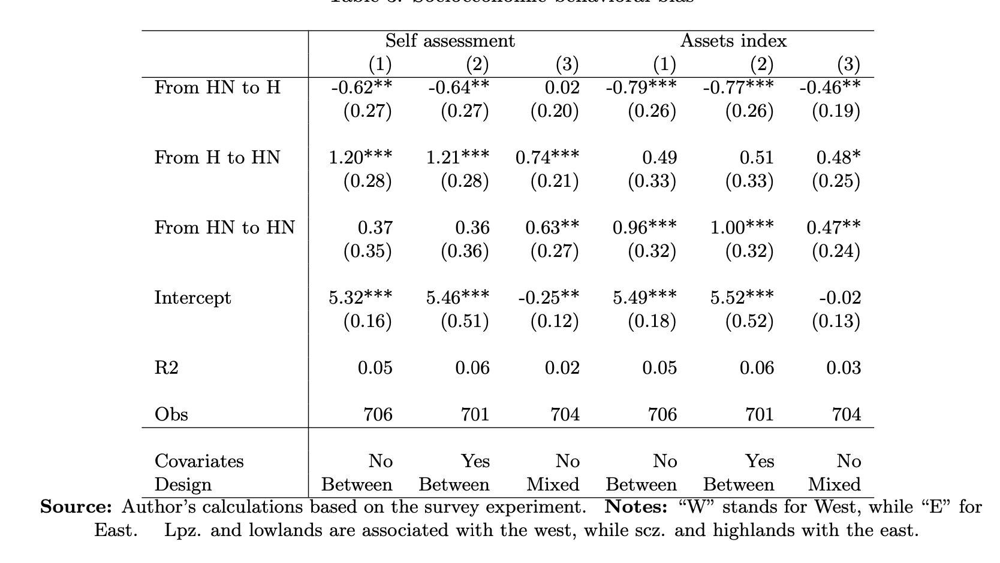 Table 3: Socioeconomic behavioral bias
Self assessment Assets index
(1) (2) (3) (1) (2) (3)
From HN to H -0.62** -0.64** 0.02 -0.79*** -0.77*** -0.46**
(0.27) (0.27) (0.20) (0.26) (0.26) (0.19)
From H to HN 1.20*** 1.21*** 0.74*** 0.49 0.51 0.48*
(0.28) (0.28) (0.21) (0.33) (0.33) (0.25)
From HN to HN 0.37 0.36 0.63** 0.96*** 1.00*** 0.47**
(0.35) (0.36) (0.27) (0.32) (0.32) (0.24)
Intercept 5.32*** 5.46*** -0.25** 5.49*** 5.52*** -0.02
(0.16) (0.51) (0.12) (0.18) (0.52) (0.13)
R2 0.05 0.06 0.02 0.05 0.06 0.03
Obs 706 701 704 706 701 704
Covariates No Yes No No Yes No
Design Between Between Mixed Between Between Mixed
Source: Author's calculations based on the survey experiment. Notes: “W” stands for West, while “E” for
East. Lpz. and lowlands are associated with the west, while scz. and highlands with the east.